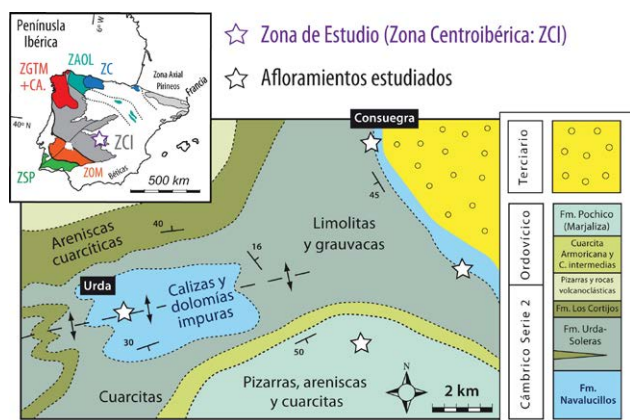 Península
Ibérica
6º W
ZGTM
+CA.
ZAOL
ZC
Zona Axial
Pirineos
Francia
40º N
ZCI
ZSP
ZOM
Béticas
500 km
Zona de Estudio (Zona Centroibérica: ZCI)
Afloramientos estudiados
Consuegra
45
Areniscas
cuarcíticas
40
Limolitas
y grauvacas
16
Urda
Calizas y
dolomías
impuras
30
50
Cuarcitas
Pizarras, areniscas
y cuarcitas
N
2 km
Terciario
Ordovícico
Cámbrico Serie 2
Fm. Pochico
(Marjaliza)
Cuarcita
Armoricana y
C. intermedias
Pizarras y rocas
volcanoclásticas
Fm. Los Cortijos
Fm. Urda-
Soleras
Fm.
Navalucillos